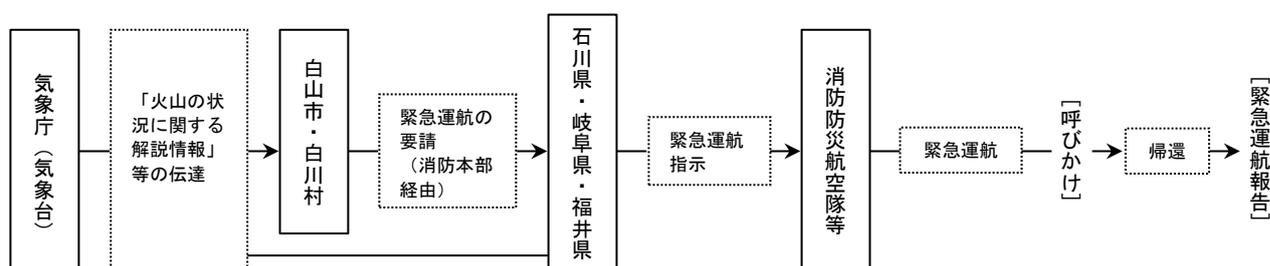 気象庁（気象台）
「火山の状
況に関する
解説情報」
等の伝達
白山市・白川村
緊急運航の
要請
（消防本部
経由）
石川県・岐阜県・福井県
緊急運航
指示
消防防災航空隊等
緊急運航
［呼びかけ］
帰還
［緊急運航報告］